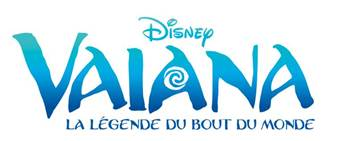 Disney
VAIANA
LA LÉGENDE DU BOUT DU MONDE